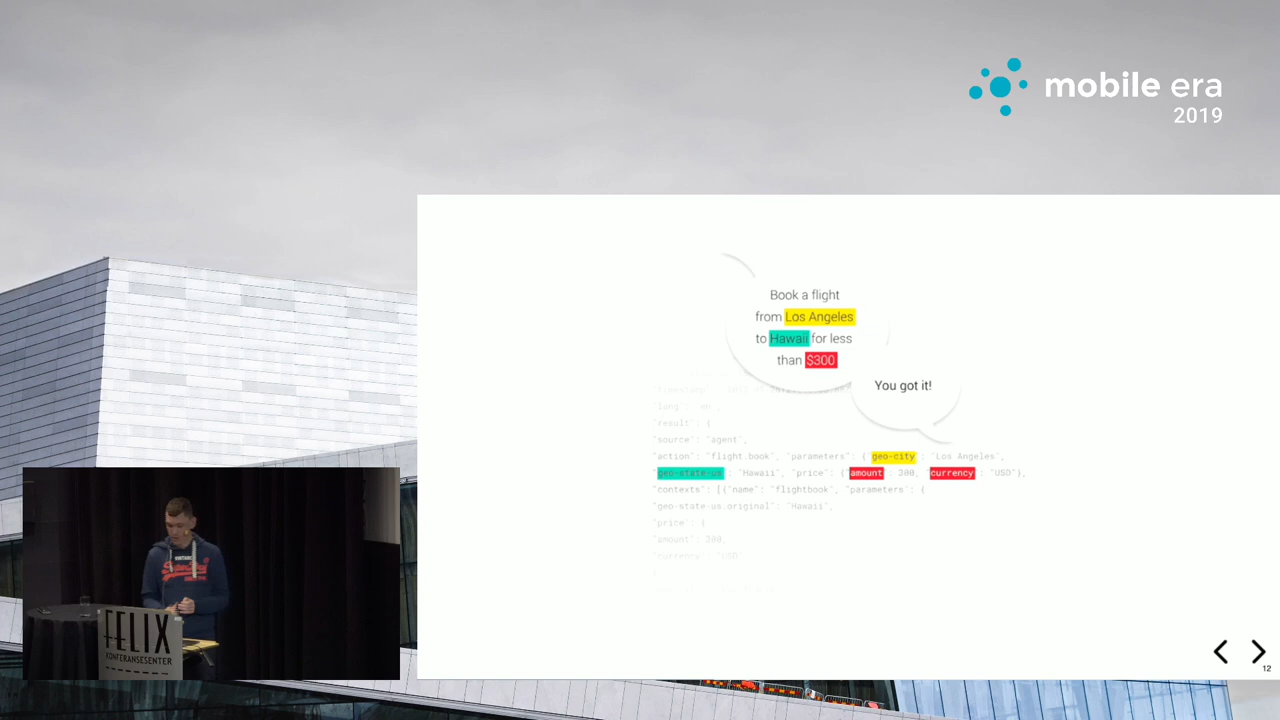 mobile era
2019
Book a flight
from Los Angeles
to Hawaii for less
than $300
You got it!
"lang": "en",
"result": {
"source": "agent",
"action": "flight.book", "parameters": { "geo-city": "Los Angeles",
"geo-state-us": "Hawaii", "price": {"amount": 300, "currency": "USD"},
"contexts": [{"name": "flightbook", "parameters": {
"geo-state-us.original": "Hawaii",
"price": {
"amount": 300,
"currency": "USD"
12
Superdry
FELIX
KONFERANSESENTER